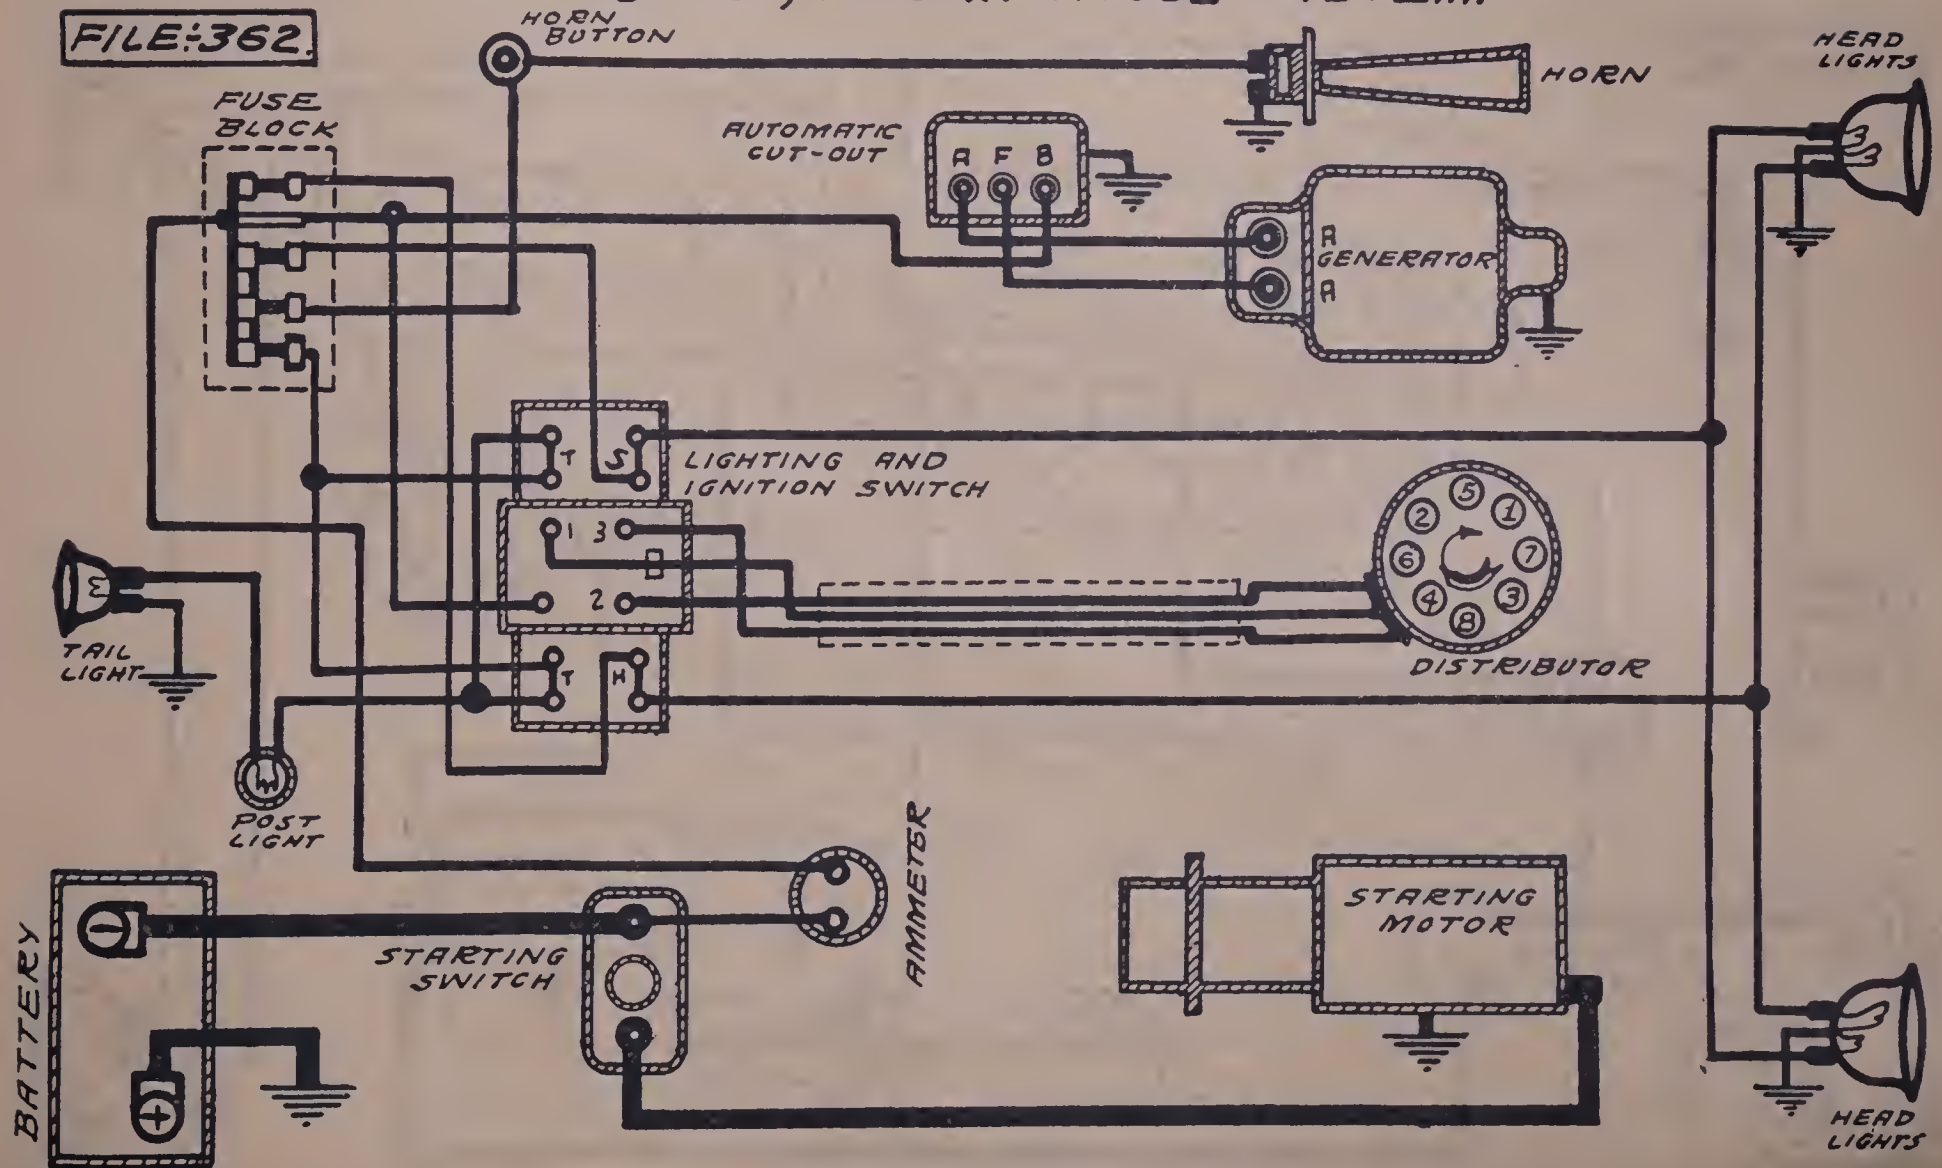 FILE:-362.
HORN
BUTTON
HORN
HEAD
LIGHTS
FUSE
BLOCK
AUTOMATIC
CUT-OUT
A F B
A
GENERATOR
A
T S
LIGHTING AND
IGNITION SWITCH
1 3
2
T H
5
1
2
7
6
3
4
8
DISTRIBUTOR
TAIL
LIGHT
POST
LIGHT
AMMETER
BATTERY
STARTING
SWITCH
STARTING
MOTOR
HEAD
LIGHTS